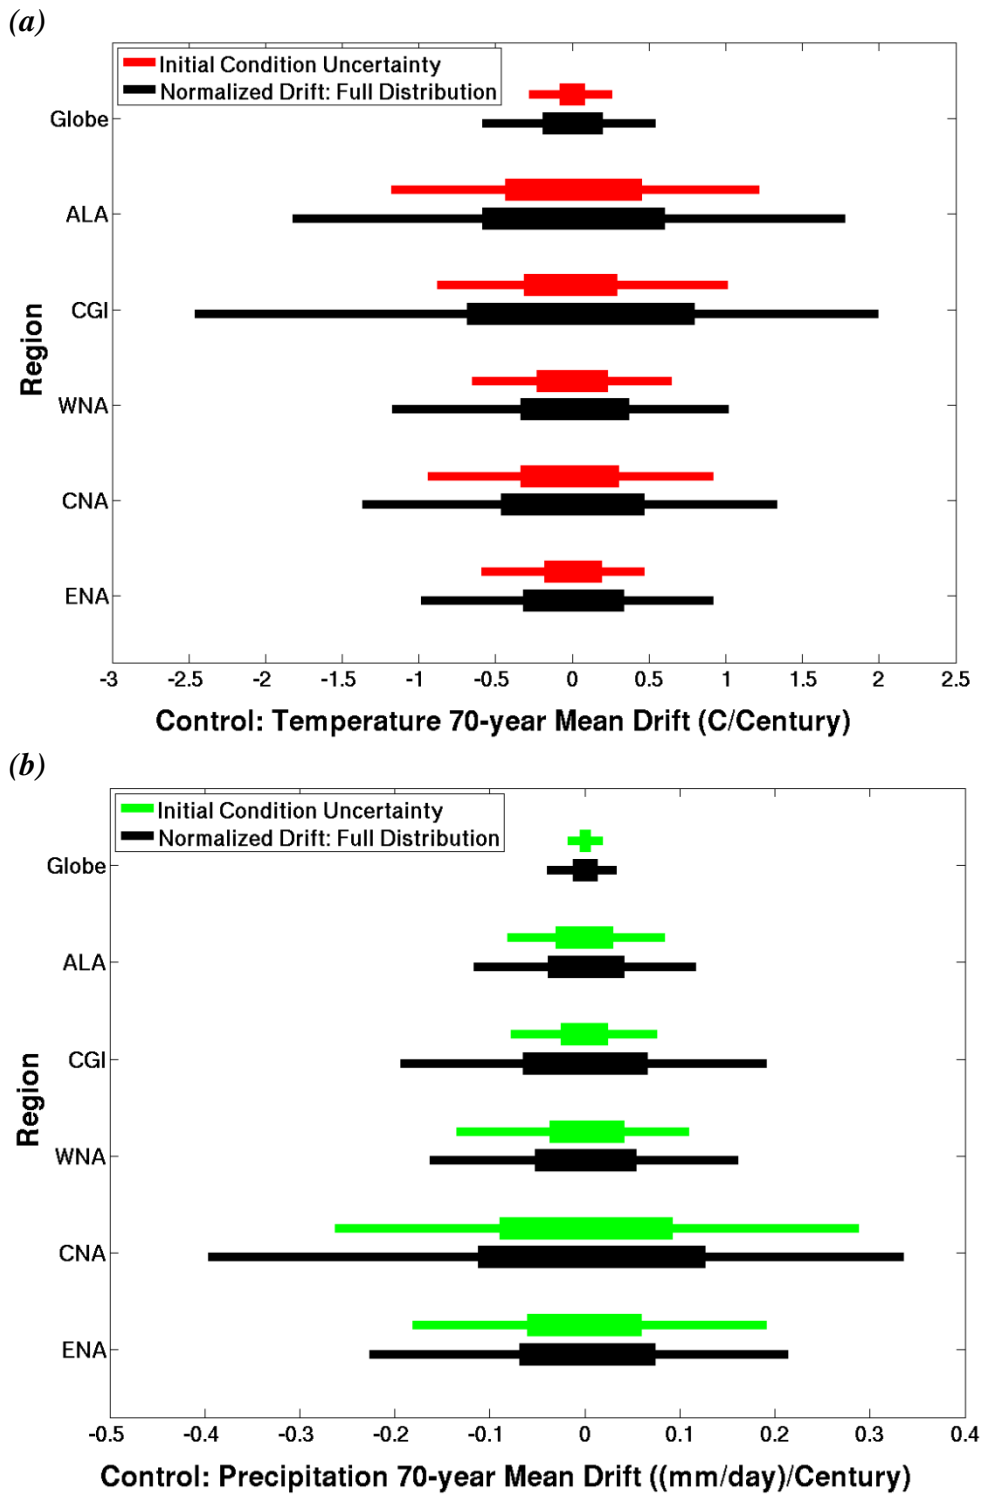 (a)
Initial Condition Uncertainty
Normalized Drift: Full Distribution
Globe
ALA
CGI
WNA
CNA
ENA
Region
-3 -2.5 -2 -1.5 -1 -0.5 0 0.5 1 1.5 2 2.5
Control: Temperature 70-year Mean Drift (C/Century)
(b)
Initial Condition Uncertainty
Normalized Drift: Full Distribution
Globe
ALA
CGI
WNA
CNA
ENA
Region
-0.5 -0.4 -0.3 -0.2 -0.1 0 0.1 0.2 0.3 0.4
Control: Precipitation 70-year Mean Drift ((mm/day)/Century)